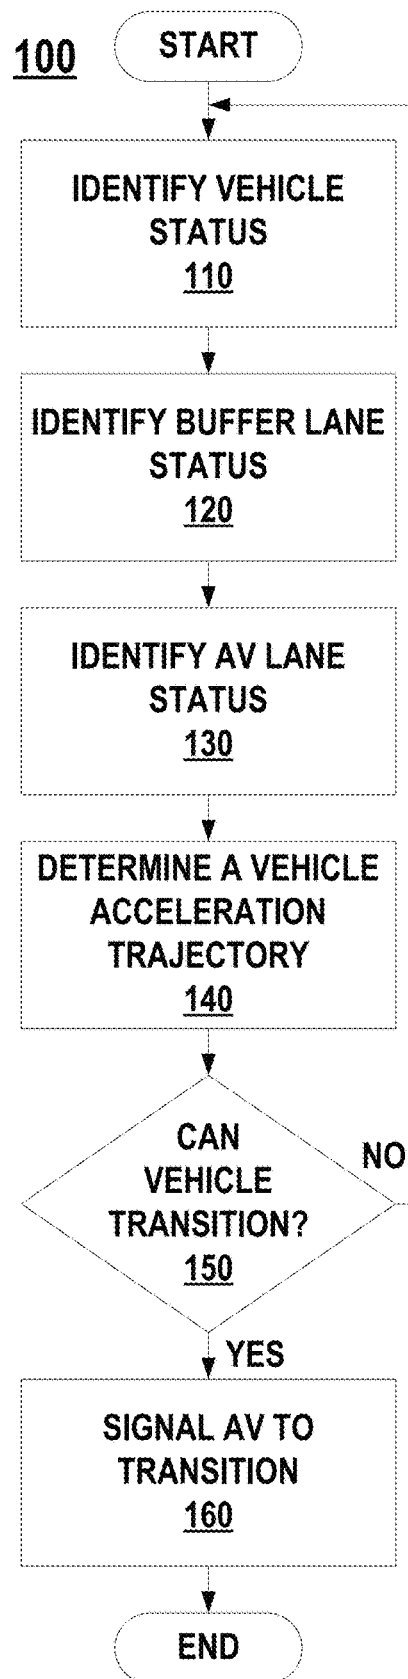 100
START
IDENTIFY VEHICLE
STATUS
110
IDENTIFY BUFFER LANE
STATUS
120
IDENTIFY AV LANE
STATUS
130
DETERMINE A VEHICLE
ACCELERATION
TRAJECTORY
140
CAN
VEHICLE
TRANSITION?
150
NO
YES
SIGNAL AV TO
TRANSITION
160
END